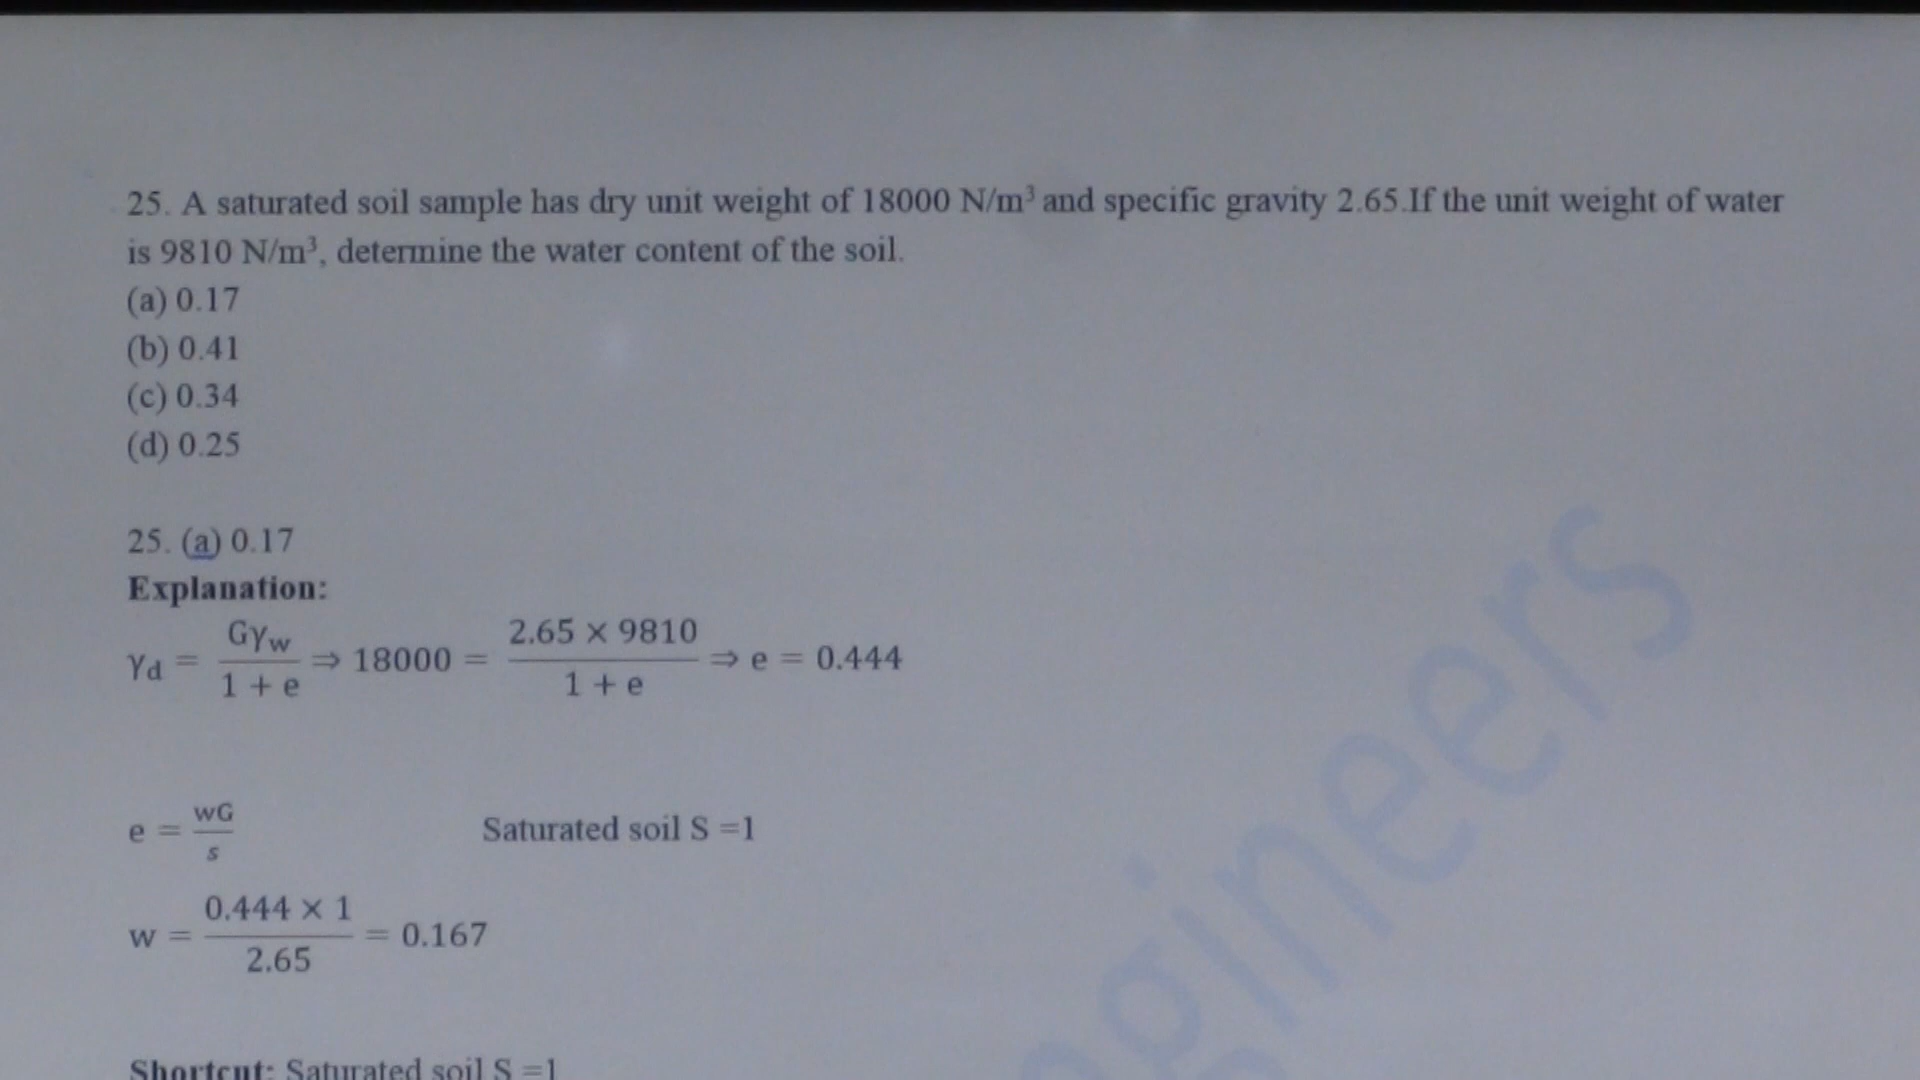 25. A saturated soil sample has dry unit weight of 18000 N/m³ and specific gravity 2.65.If the unit weight of water
is 9810 N/m³, determine the water content of the soil.
(a) 0.17
(b) 0.41
(c) 0.34
(d) 0.25
25. (a) 0.17
Explanation:
γd = Gγw / 1 + e ⇒ 18000 = 2.65 × 9810 / 1 + e ⇒ e = 0.444
e = wG / s Saturated soil S =1
w = 0.444 × 1 / 2.65 = 0.167
Shortcut: Saturated soil S =1
gineers